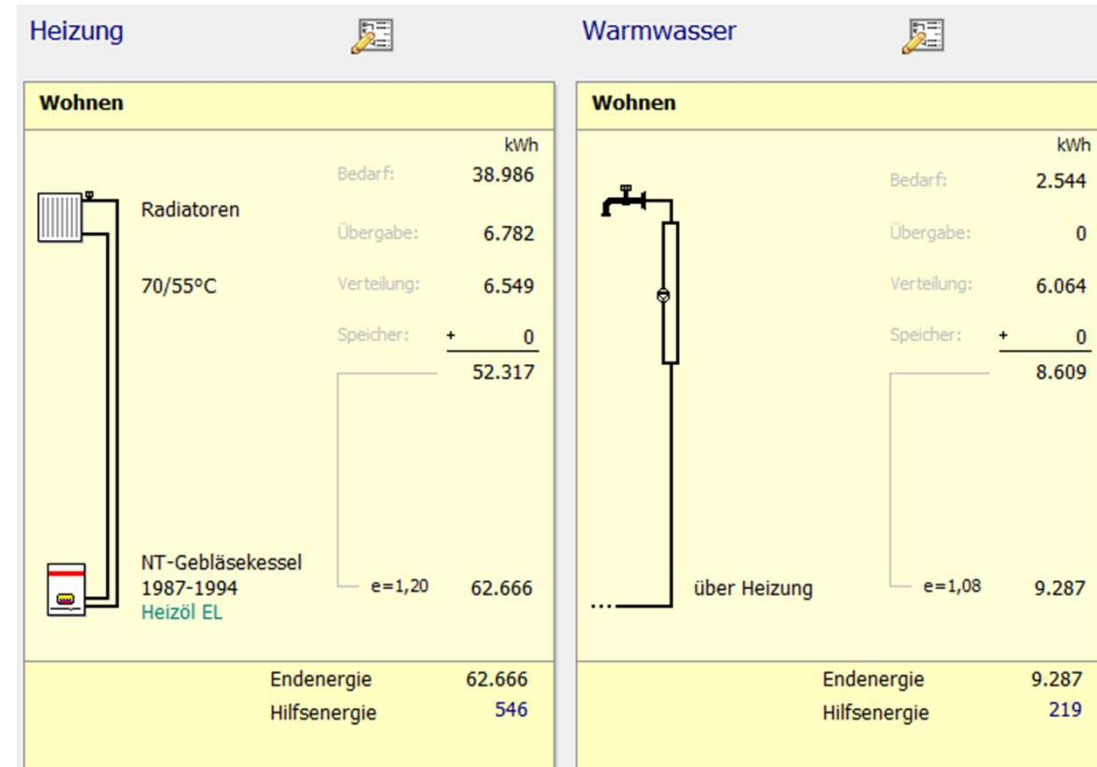 Heizung
Wohnen
kWh
Bedarf: 38.986
Radiatoren
Übergabe: 6.782
70/55°C Verteilung: 6.549
Speicher: + 0
52.317
NT-Gebläsekessel
1987-1994 e=1,20 62.666
Heizöl EL
Endenergie 62.666
Hilfsenergie 546
Warmwasser
Wohnen
kWh
Bedarf: 2.544
Übergabe: 0
Verteilung: 6.064
Speicher: + 0
8.609
über Heizung e=1,08 9.287
Endenergie 9.287
Hilfsenergie 219